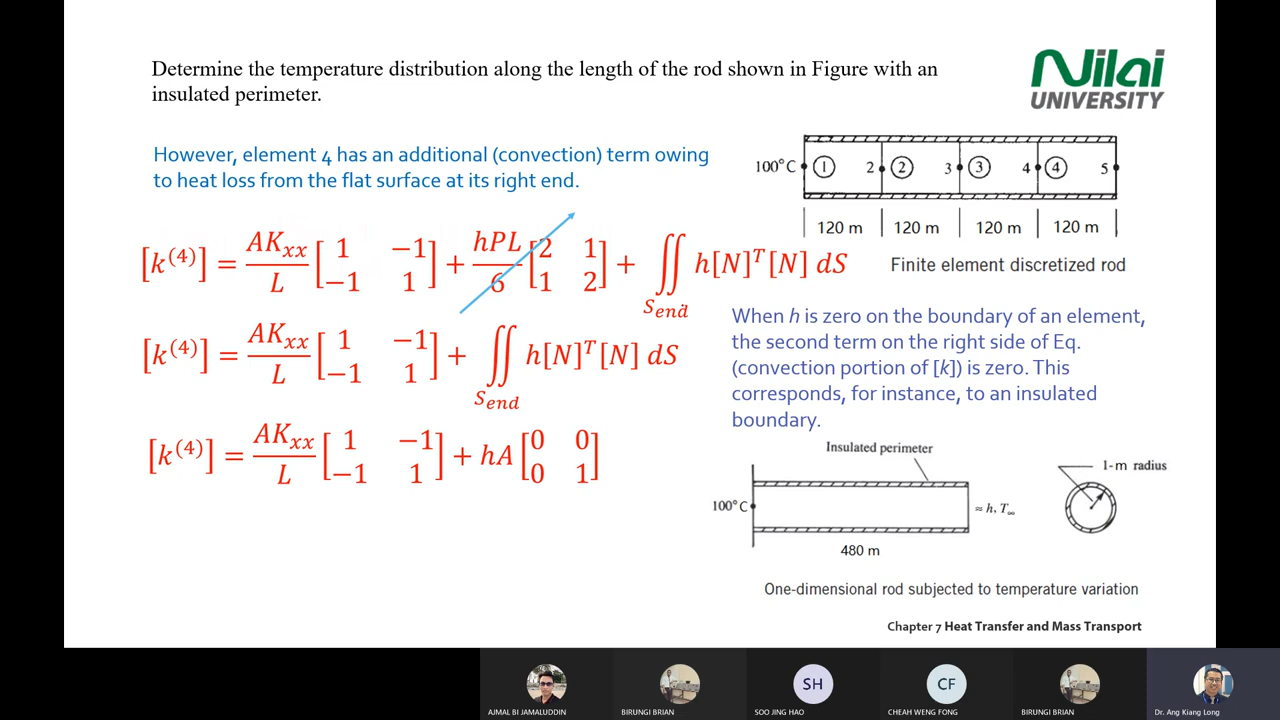 Determine the temperature distribution along the length of the rod shown in Figure with an
insulated perimeter.
Nilai
UNIVERSITY
However, element 4 has an additional (convection) term owing
to heat loss from the flat surface at its right end.
100°C 1 2 2 3 3 4 4 5
120 m 120 m 120 m 120 m
Finite element discretized rod
[k⁽⁴⁾] = AKxx/L [1 −1; −1 1] + hPL/6 [2 1; 1 2] + ∬Send h[N]ᵀ[N] dS
[k⁽⁴⁾] = AKxx/L [1 −1; −1 1] + ∬Send h[N]ᵀ[N] dS
[k⁽⁴⁾] = AKxx/L [1 −1; −1 1] + hA [0 0; 0 1]
When h is zero on the boundary of an element,
the second term on the right side of Eq.
(convection portion of [k]) is zero. This
corresponds, for instance, to an insulated
boundary.
Insulated perimeter
1-m radius
100°C
≈ h, T∞
480 m
One-dimensional rod subjected to temperature variation
Chapter 7 Heat Transfer and Mass Transport
SH CF
AJMAL BI JAMALUDDIN BIRUNGI BRIAN SOO JING HAO CHEAH WENG FONG BIRUNGI BRIAN Dr. Ang Kiang Long